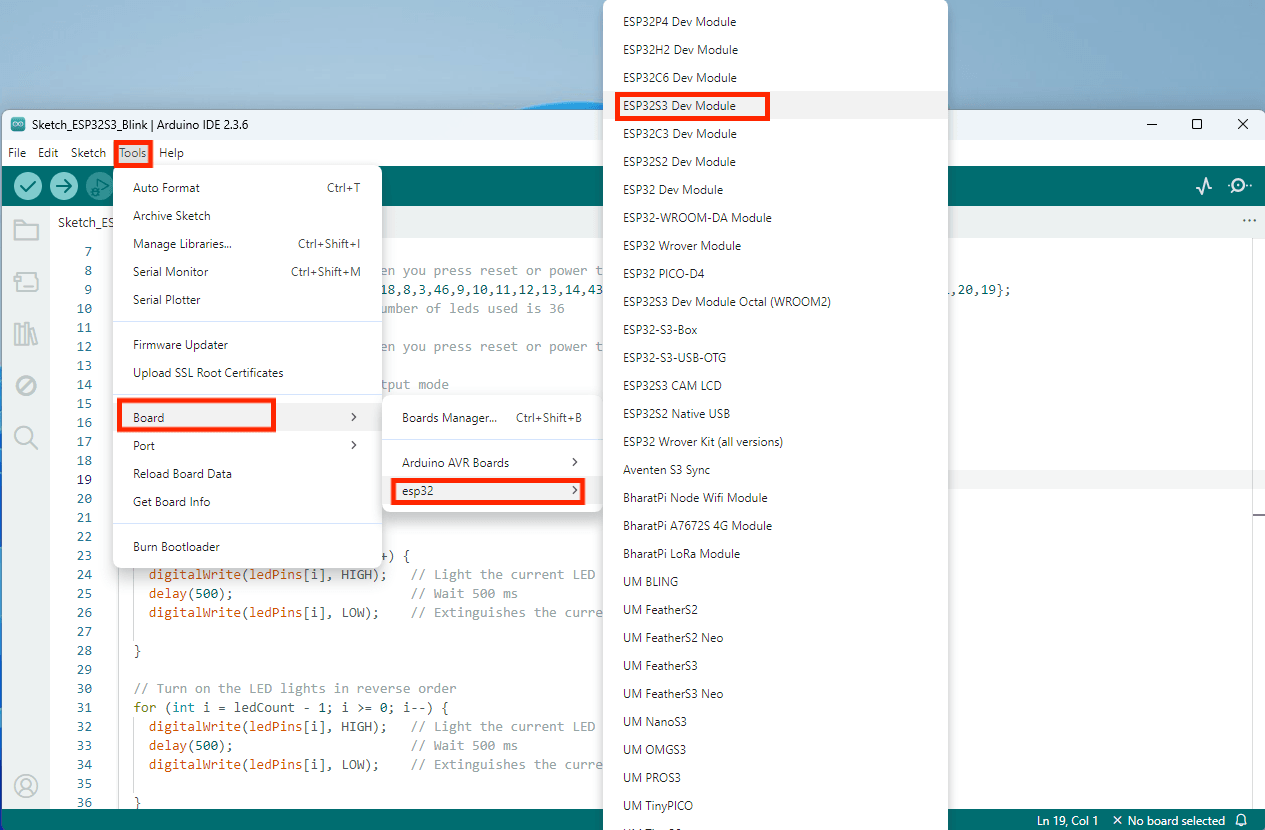 Sketch_ESP32S3_Blink | Arduino IDE 2.3.6
File Edit Sketch Tools Help
Auto Format Ctrl+T
Archive Sketch
Manage Libraries... Ctrl+Shift+I
Serial Monitor Ctrl+Shift+M
Serial Plotter
Firmware Updater
Upload SSL Root Certificates
Board
Port
Reload Board Data
Get Board Info
Burn Bootloader
Boards Manager... Ctrl+Shift+B
Arduino AVR Boards
esp32
ESP32P4 Dev Module
ESP32H2 Dev Module
ESP32C6 Dev Module
ESP32S3 Dev Module
ESP32C3 Dev Module
ESP32S2 Dev Module
ESP32 Dev Module
ESP32-WROOM-DA Module
ESP32 Wrover Module
ESP32 PICO-D4
ESP32S3 Dev Module Octal (WROOM2)
ESP32-S3-Box
ESP32-S3-USB-OTG
ESP32S3 CAM LCD
ESP32S2 Native USB
ESP32 Wrover Kit (all versions)
Aventen S3 Sync
BharatPi Node Wifi Module
BharatPi A7672S 4G Module
BharatPi LoRa Module
UM BLING
UM FeatherS2
UM FeatherS2 Neo
UM FeatherS3
UM FeatherS3 Neo
UM NanoS3
UM OMGS3
UM PROS3
UM TinyPICO
Sketch_ES
7
8 en you press reset or power t
9 18,8,3,46,9,10,11,12,13,14,43 ,20,19};
10 umber of leds used is 36
11
12 en you press reset or power t
13
14 tput mode
15
16
17
18
19
20
21
22
23 +) {
24 digitalWrite(ledPins[i], HIGH); // Light the current LED
25 delay(500); // Wait 500 ms
26 digitalWrite(ledPins[i], LOW); // Extinguishes the curre
27
28 }
29
30 // Turn on the LED lights in reverse order
31 for (int i = ledCount - 1; i >= 0; i--) {
32 digitalWrite(ledPins[i], HIGH); // Light the current LED
33 delay(500); // Wait 500 ms
34 digitalWrite(ledPins[i], LOW); // Extinguishes the curre
35
36 }
Ln 19, Col 1 No board selected